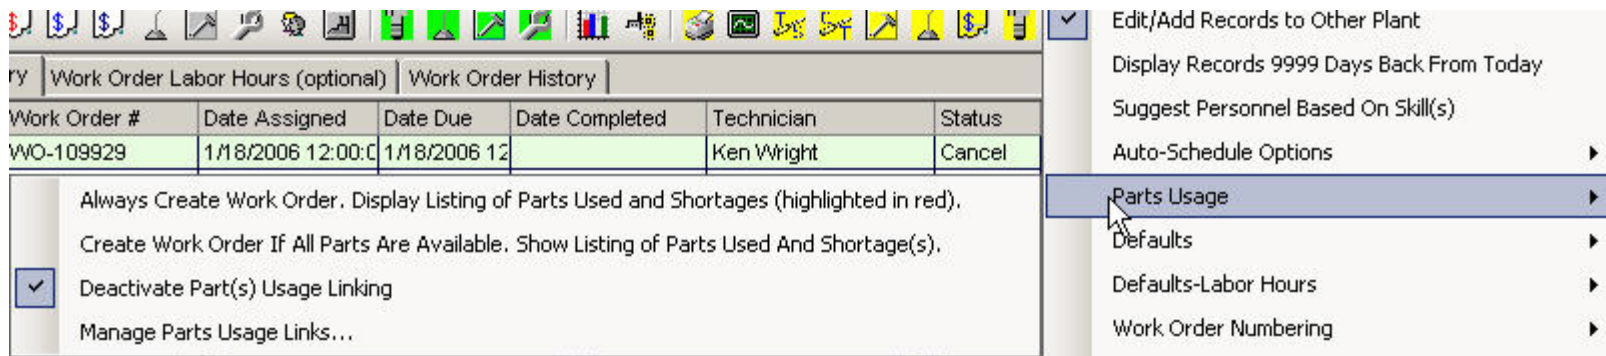 ry Work Order Labor Hours (optional) Work Order History
Work Order # Date Assigned Date Due Date Completed Technician Status
WO-109929 1/18/2006 12:00:0 1/18/2006 12 Ken Wright Cancel
Always Create Work Order. Display Listing of Parts Used and Shortages (highlighted in red).
Create Work Order If All Parts Are Available. Show Listing of Parts Used And Shortage(s).
Deactivate Part(s) Usage Linking
Manage Parts Usage Links...
Edit/Add Records to Other Plant
Display Records 9999 Days Back From Today
Suggest Personnel Based On Skill(s)
Auto-Schedule Options
Parts Usage
Defaults
Defaults-Labor Hours
Work Order Numbering